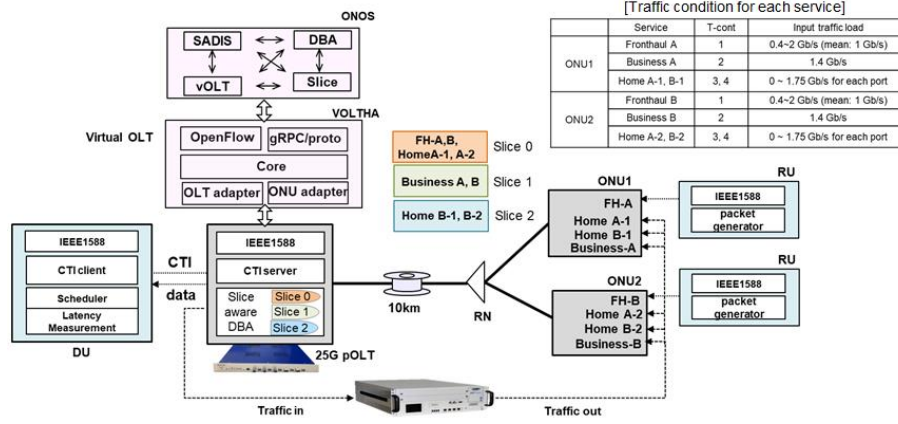 [Traffic condition for each service]
Service T-cont Input traffic load
ONU1
Fronthaul A 1 0.4~2 Gb/s (mean: 1 Gb/s)
Business A 2 1.4 Gb/s
Home A-1, B-1 3, 4 0 ~ 1.75 Gb/s for each port
ONU2
Fronthaul B 1 0.4~2 Gb/s (mean: 1 Gb/s)
Business B 2 1.4 Gb/s
Home A-2, B-2 3, 4 0 ~ 1.75 Gb/s for each port
ONOS
SADIS DBA
vOLT Slice
VOLTHA
Virtual OLT
OpenFlow gRPC/proto
Core
OLT adapter ONU adapter
FH-A,B,
HomeA-1, A-2
Slice 0
Business A, B
Slice 1
Home B-1, B-2
Slice 2
IEEE1588
CTI client
Scheduler
Latency
Measurement
DU
CTI
data
IEEE1588
CTI server
Slice
aware
DBA
Slice 0
Slice 1
Slice 2
25G pOLT
10km
RN
ONU1
FH-A
Home A-1
Home B-1
Business-A
ONU2
FH-B
Home A-2
Home B-2
Business-B
RU
IEEE1588
packet
generator
RU
IEEE1588
packet
generator
Traffic in
Traffic out